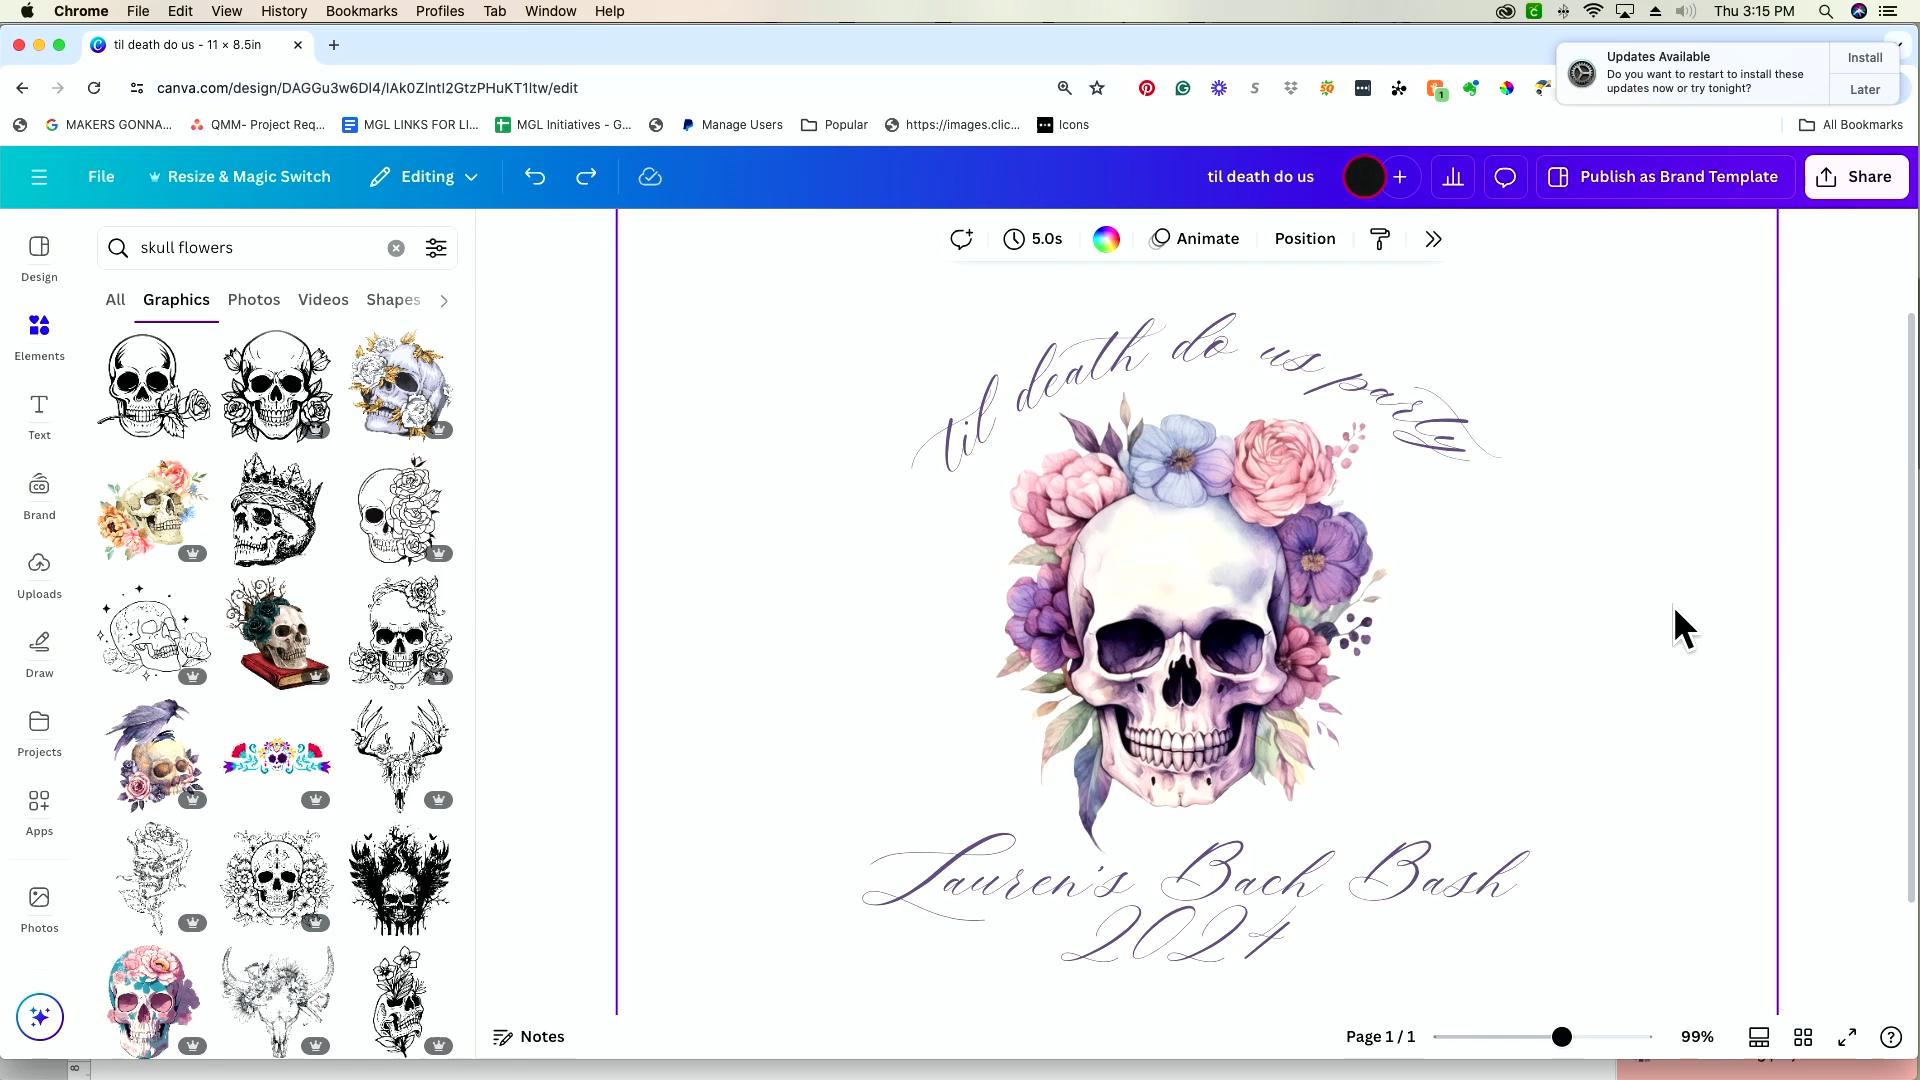 Chrome File Edit View History Bookmarks Profiles Tab Window Help
Thu 3:15 PM
til death do us - 11 × 8.5in
Updates Available
Do you want to restart to install these
updates now or try tonight?
Install
Later
canva.com/design/DAGGu3w6DI4/lAk0ZlntI2GtzPHuKT1Itw/edit
1
MAKERS GONNA...
QMM- Project Req...
MGL LINKS FOR LI...
MGL Initiatives - G...
Manage Users
Popular
https://images.clic...
Icons
All Bookmarks
File
Resize & Magic Switch
Editing
til death do us
Publish as Brand Template
Share
Design
Elements
Text
Brand
Uploads
Draw
Projects
Apps
Photos
skull flowers
All Graphics Photos Videos Shapes
5.0s
Animate
Position
til death do us party
Lauren's Bach Bash
2024
Notes
Page 1 / 1
99%